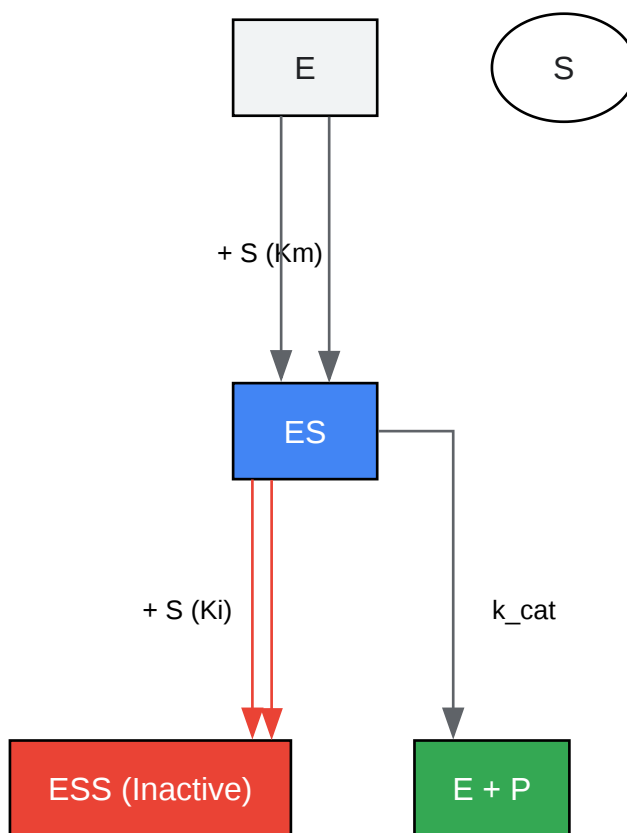 E
S
+ S (Km)
ES
+ S (Ki)
k_cat
ESS (Inactive)
E + P